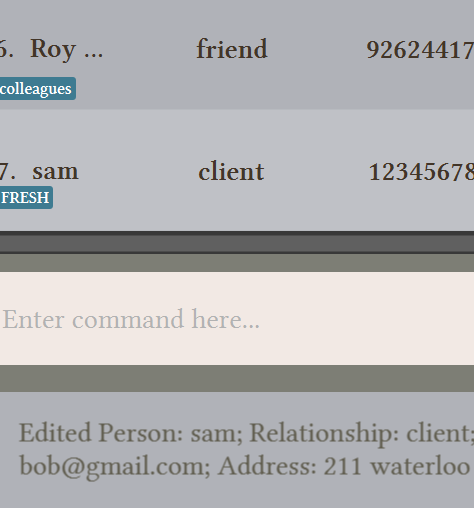 6. Roy ... friend 92624417
colleagues
7. sam client 12345678
FRESH
Enter command here...
Edited Person: sam; Relationship: client;
bob@gmail.com; Address: 211 waterloo